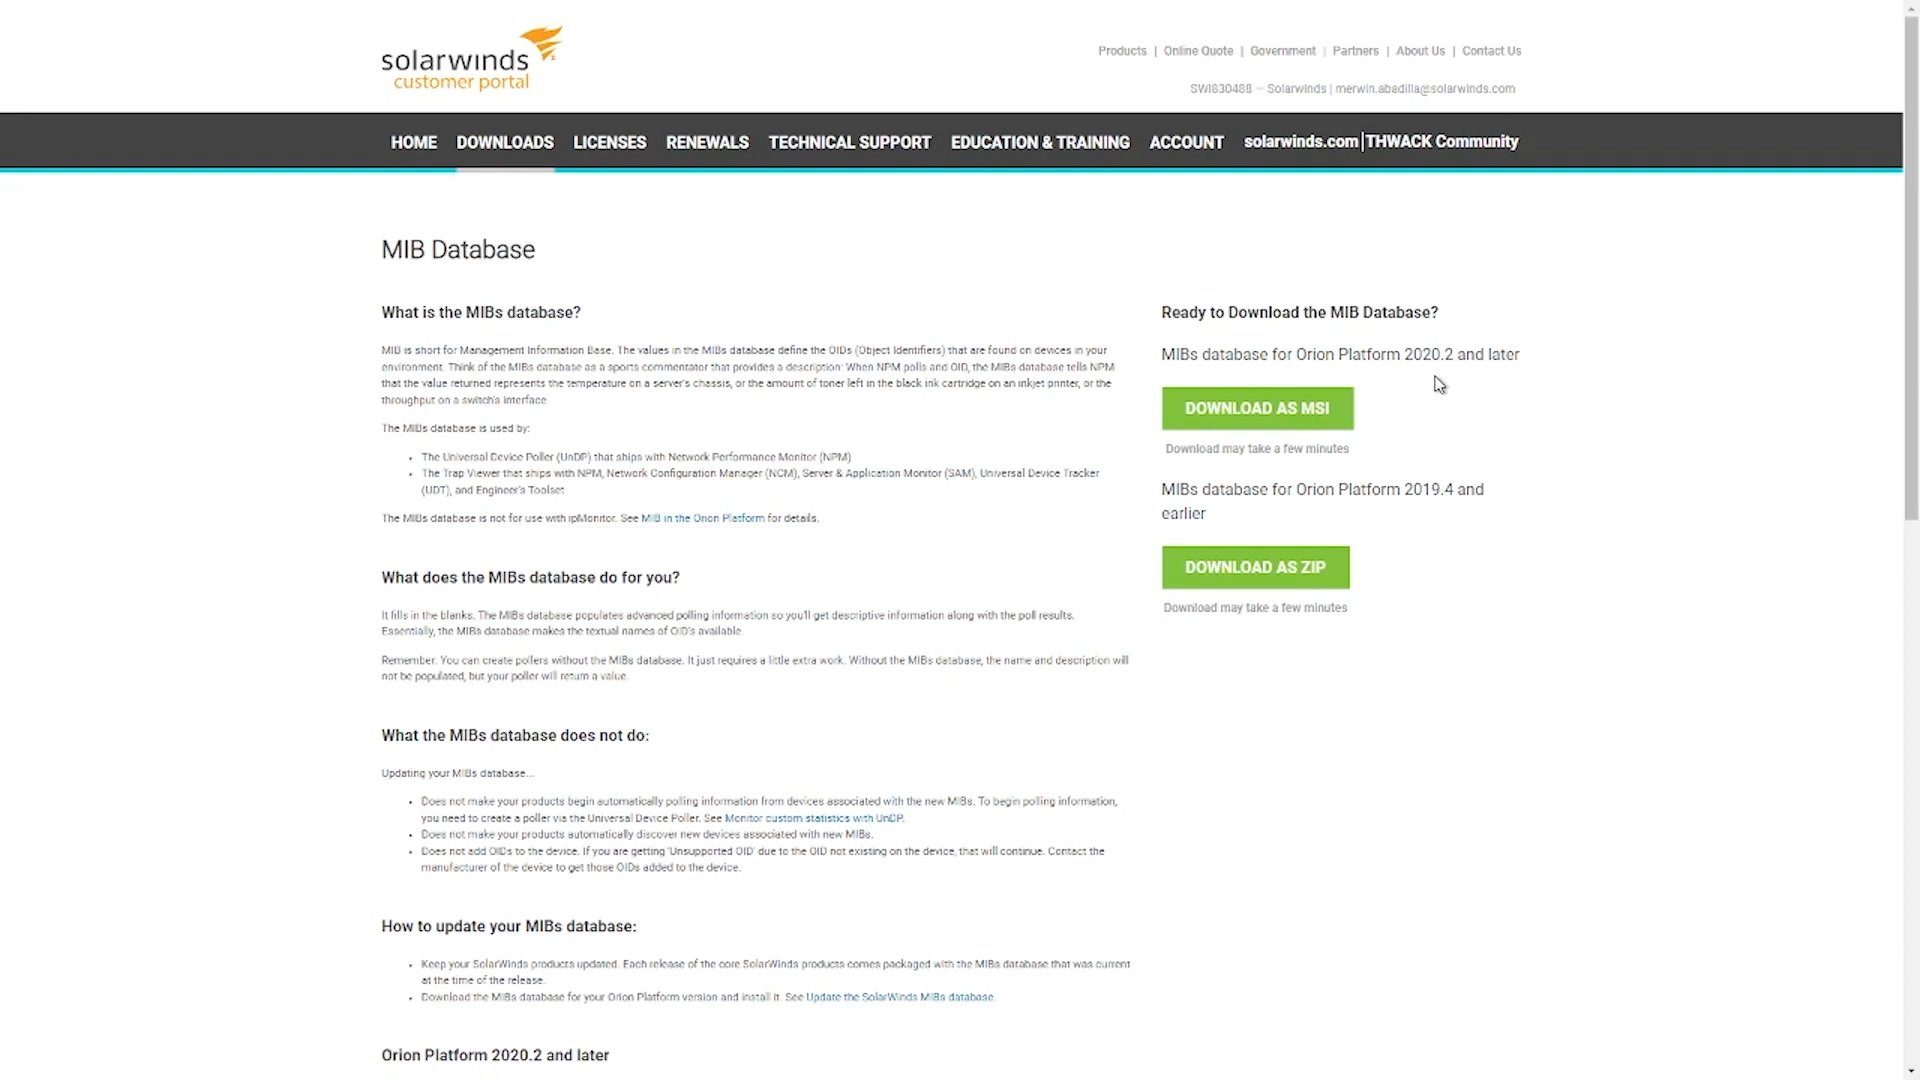 solarwinds
customer portal
Products | Online Quote | Government | Partners | About Us | Contact Us
SWI830488 – Solarwinds | merwin.abadilla@solarwinds.com
HOME DOWNLOADS LICENSES RENEWALS TECHNICAL SUPPORT EDUCATION & TRAINING ACCOUNT solarwinds.com | THWACK Community
MIB Database
What is the MIBs database?
MIB is short for Management Information Base. The values in the MIBs database define the OIDs (Object Identifiers) that are found on devices in your
environment. Think of the MIBs database as a sports commentator that provides a description: When NPM polls and OID, the MIBs database tells NPM
that the value returned represents the temperature on a server's chassis, or the amount of toner left in the black ink cartridge on an inkjet printer, or the
throughput on a switch's interface.
The MIBs database is used by:
• The Universal Device Poller (UnDP) that ships with Network Performance Monitor (NPM)
• The Trap Viewer that ships with NPM, Network Configuration Manager (NCM), Server & Application Monitor (SAM), Universal Device Tracker
(UDT), and Engineer's Toolset
The MIBs database is not for use with ipMonitor. See MIB in the Orion Platform for details.
What does the MIBs database do for you?
It fills in the blanks. The MIBs database populates advanced polling information so you'll get descriptive information along with the poll results.
Essentially, the MIBs database makes the textual names of OID's available.
Remember: You can create pollers without the MIBs database. It just requires a little extra work. Without the MIBs database, the name and description will
not be populated, but your poller will return a value.
What the MIBs database does not do:
Updating your MIBs database...
• Does not make your products begin automatically polling information from devices associated with the new MIBs. To begin polling information,
you need to create a poller via the Universal Device Poller. See Monitor custom statistics with UnDP.
• Does not make your products automatically discover new devices associated with new MIBs.
• Does not add OIDs to the device. If you are getting 'Unsupported OID' due to the OID not existing on the device, that will continue. Contact the
manufacturer of the device to get those OIDs added to the device.
How to update your MIBs database:
• Keep your SolarWinds products updated. Each release of the core SolarWinds products comes packaged with the MIBs database that was current
at the time of the release.
• Download the MIBs database for your Orion Platform version and install it. See Update the SolarWinds MIBs database.
Orion Platform 2020.2 and later
Ready to Download the MIB Database?
MIBs database for Orion Platform 2020.2 and later
DOWNLOAD AS MSI
Download may take a few minutes
MIBs database for Orion Platform 2019.4 and
earlier
DOWNLOAD AS ZIP
Download may take a few minutes